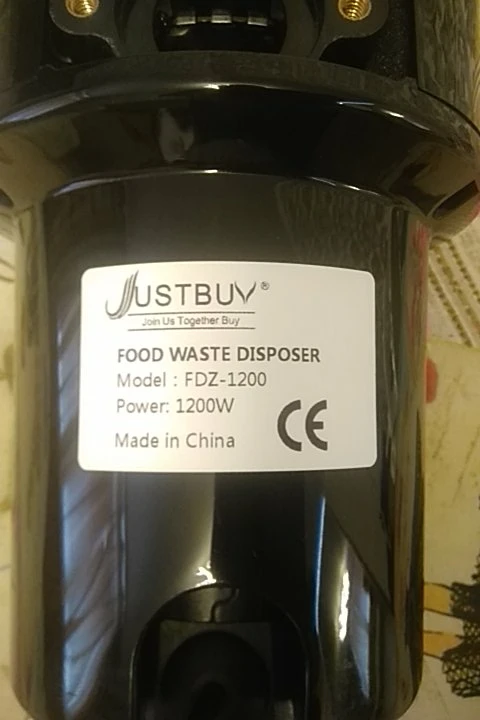 JUSTBUY®
Join Us Together Buy
FOOD WASTE DISPOSER
Model : FDZ-1200
Power: 1200W
Made in China
CE